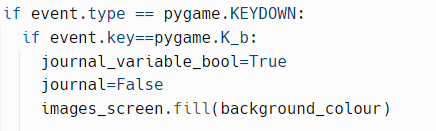 if event.type == pygame.KEYDOWN:
if event.key==pygame.K_b:
journal_variable_bool=True
journal=False
images_screen.fill(background_colour)